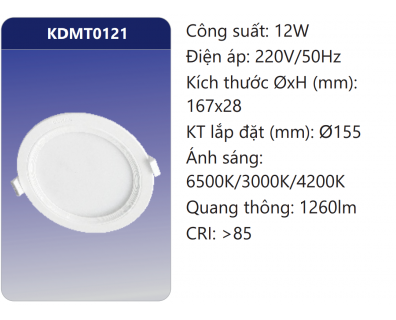 KDMT0121
Công suất: 12W
Điện áp: 220V/50Hz
Kích thước ØxH (mm):
167x28
KT lắp đặt (mm): Ø155
Ánh sáng:
6500K/3000K/4200K
Quang thông: 1260lm
CRI: >85